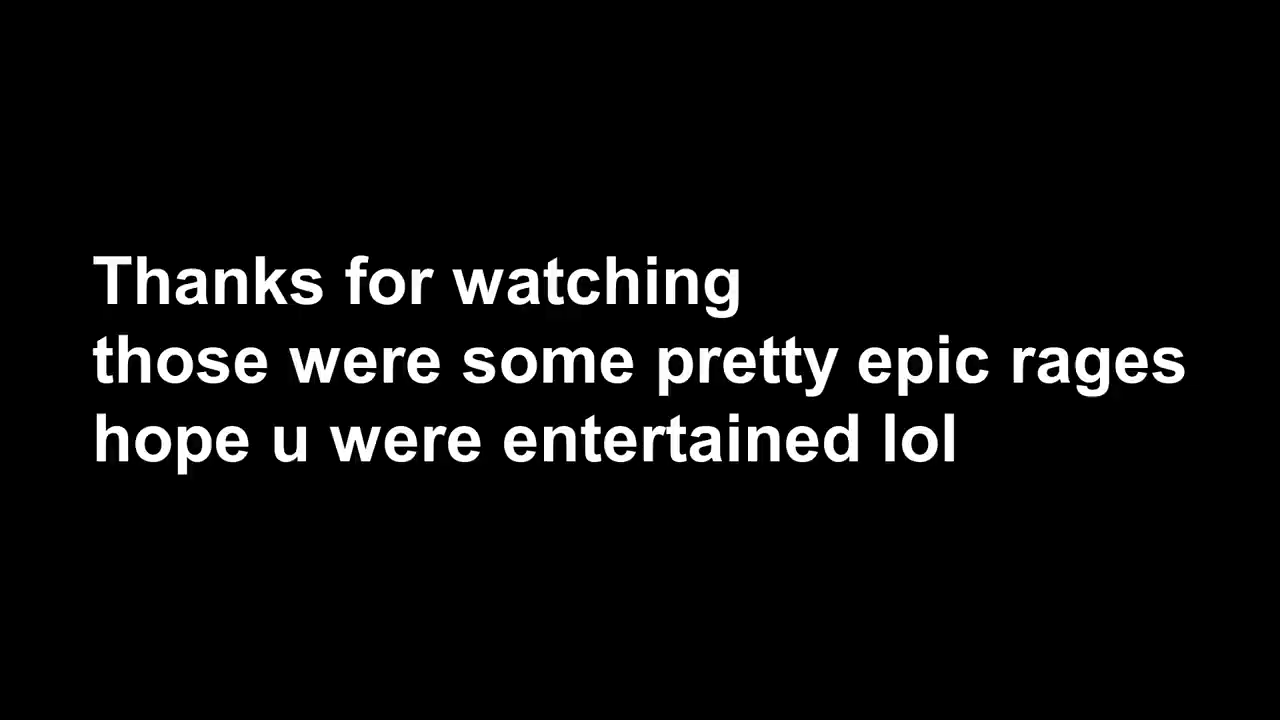 Thanks for watching
those were some pretty epic rages
hope u were entertained lol